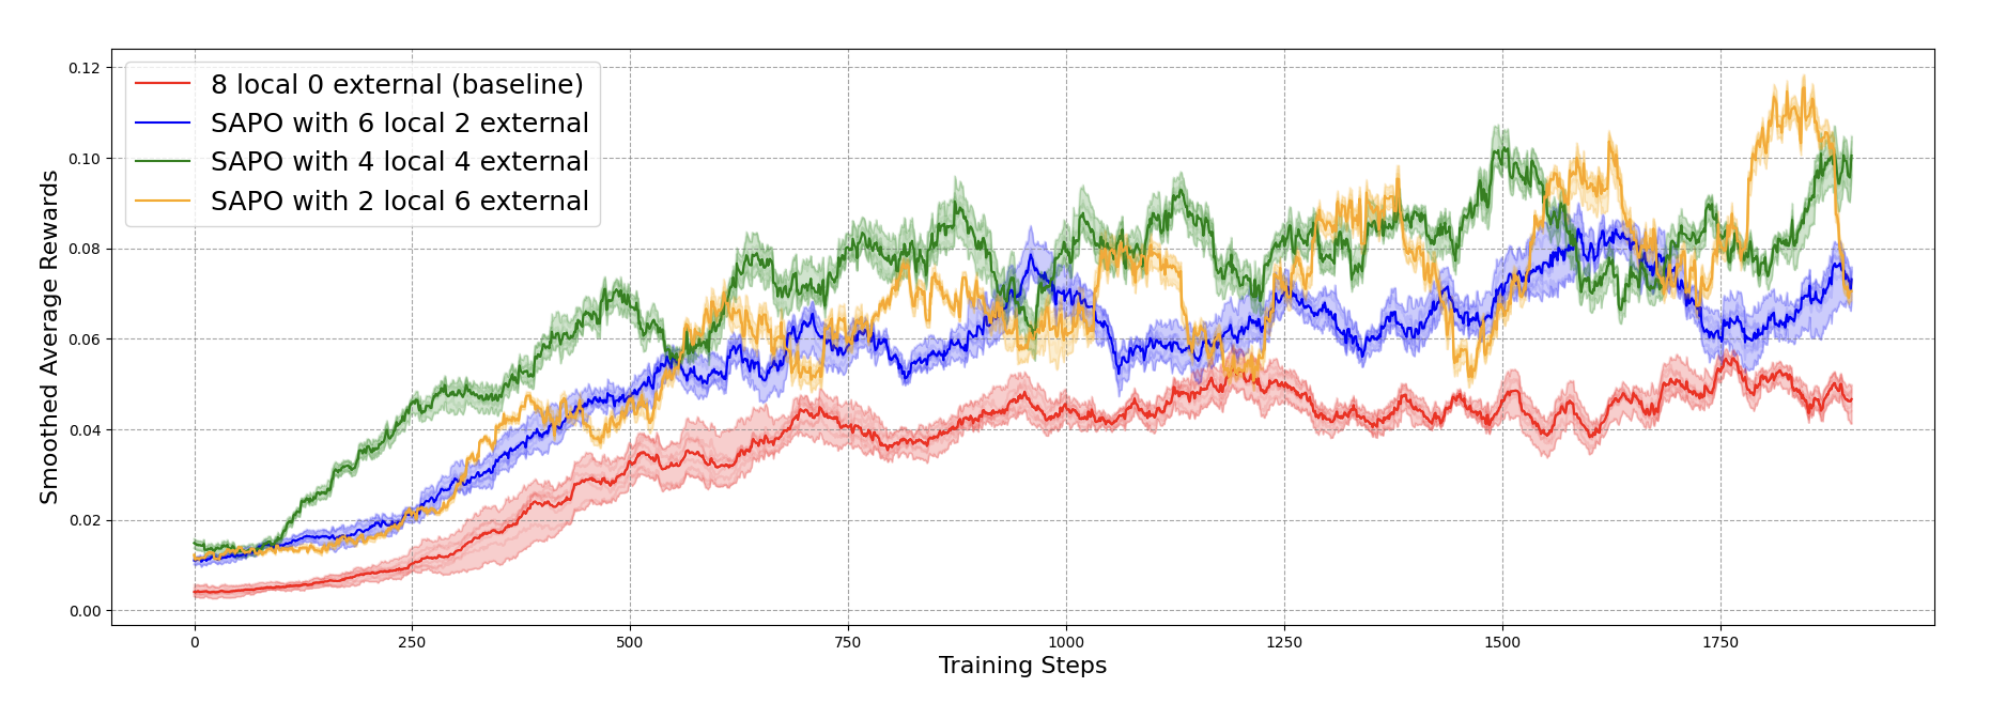 8 local 0 external (baseline)
SAPO with 6 local 2 external
SAPO with 4 local 4 external
SAPO with 2 local 6 external
Smoothed Average Rewards
0.12
0.10
0.08
0.06
0.04
0.02
0.00
0 250 500 750 1000 1250 1500 1750
Training Steps